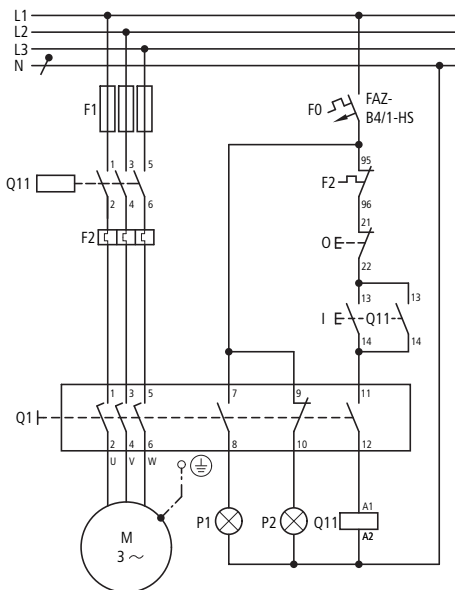 L1
L2
L3
N
F1
F0
FAZ-
B4/1-HS
95
1 3 5
Q11
F2
2 4 6
96
21
F2
O E
22
13 13
I E Q11
14 14
1 3 5 7 9 11
Q1
2 4 6 8 10 12
U V W
P1 P2 Q11
A1
A2
M
3 ~